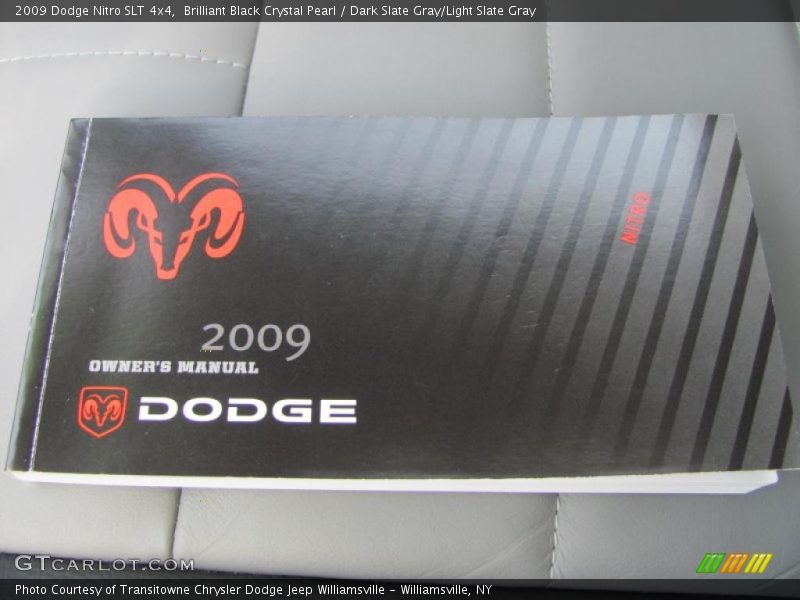 2009 Dodge Nitro SLT 4x4,  Brilliant Black Crystal Pearl / Dark Slate Gray/Light Slate Gray
NITRO
2009
OWNER'S MANUAL
DODGE
GTCARLOT.COM
Photo Courtesy of Transitowne Chrysler Dodge Jeep Williamsville - Williamsville, NY